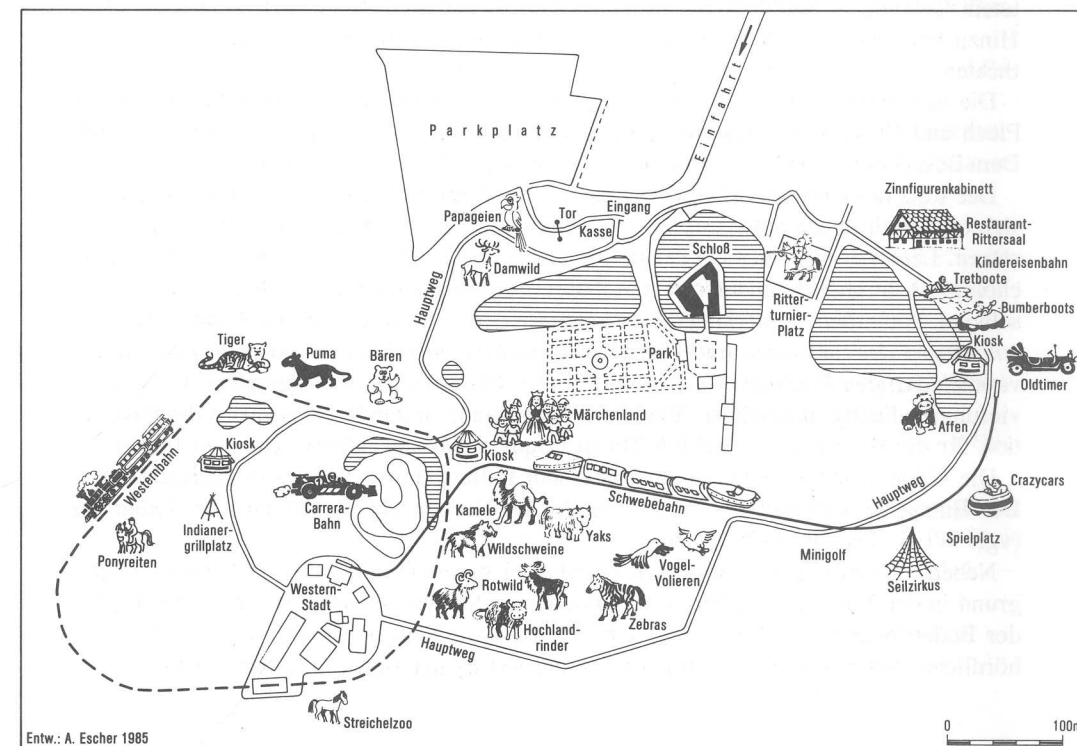 Einfahrt
Parkplatz
Zinnfigurenkabinett
Papageien
Tor
Eingang
Kasse
Restaurant-
Rittersaal
Schloß
Damwild
Kindereisenbahn
Tretboote
Hauptweg
Ritter-
turnier-
Platz
Bumberboots
Kiosk
Tiger
Puma
Bären
Park
Oldtimer
Märchenland
Affen
Kiosk
Kiosk
Westernbahn
Schwebebahn
Hauptweg
Crazycars
Carrera-
Bahn
Kamele
Yaks
Indianer-
grillplatz
Ponyreiten
Wildschweine
Vogel-
Volieren
Minigolf
Spielplatz
Seilzirkus
Western-
Stadt
Rotwild
Zebras
Hochland-
rinder
Hauptweg
Streichelzoo
Entw.: A. Escher 1985
0 100m